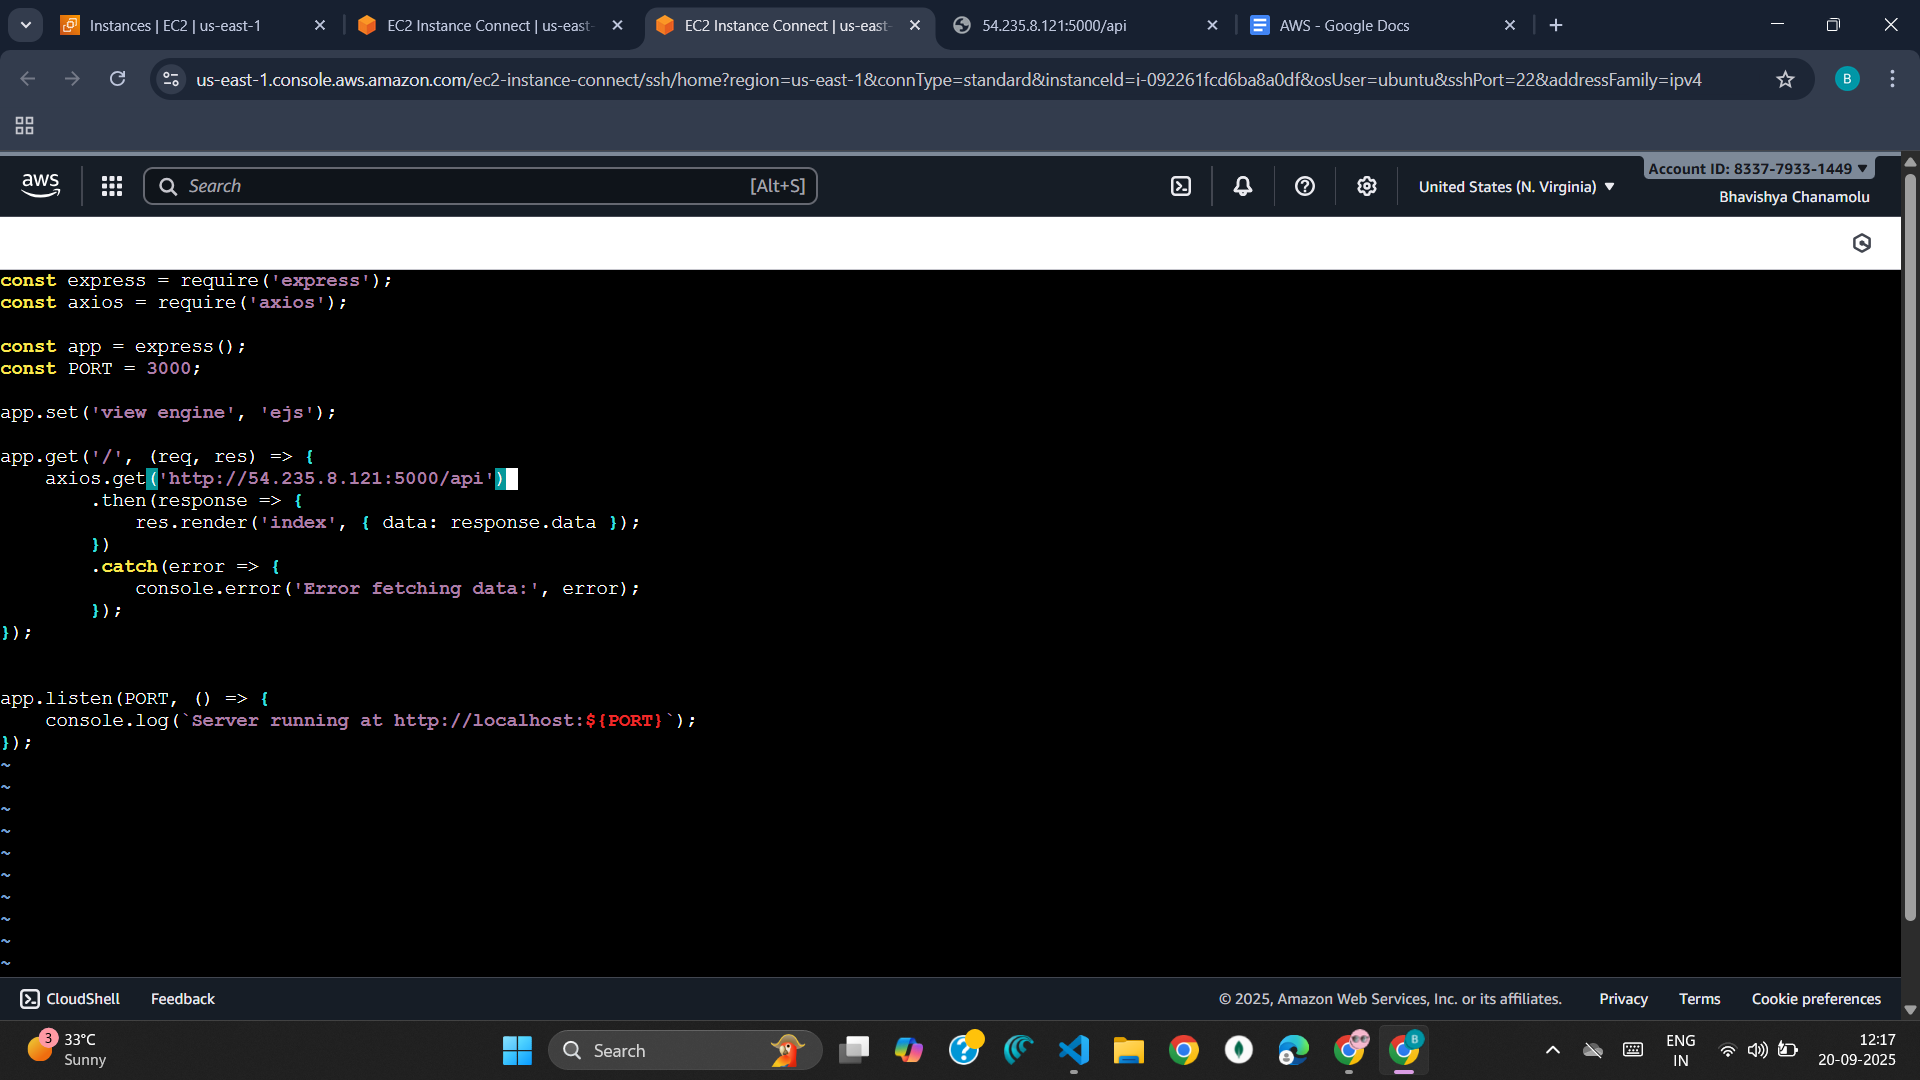 Instances | EC2 | us-east-1
EC2 Instance Connect | us-east-
EC2 Instance Connect | us-east-
54.235.8.121:5000/api
AWS - Google Docs
us-east-1.console.aws.amazon.com/ec2-instance-connect/ssh/home?region=us-east-1&connType=standard&instanceId=i-092261fcd6ba8a0df&osUser=ubuntu&sshPort=22&addressFamily=ipv4
B
aws
Search
[Alt+S]
United States (N. Virginia)
Account ID: 8337-7933-1449
Bhavishya Chanamolu
const express = require('express');
const axios = require('axios');
const app = express();
const PORT = 3000;
app.set('view engine', 'ejs');
app.get('/', (req, res) => {
    axios.get('http://54.235.8.121:5000/api')
        .then(response => {
            res.render('index', { data: response.data });
        })
        .catch(error => {
            console.error('Error fetching data:', error);
        });
});
app.listen(PORT, () => {
    console.log(`Server running at http://localhost:${PORT}`);
});
~
~
~
~
~
~
~
~
~
~
CloudShell
Feedback
© 2025, Amazon Web Services, Inc. or its affiliates.
Privacy
Terms
Cookie preferences
3
33°C
Sunny
Search
B
ENG
IN
12:17
20-09-2025